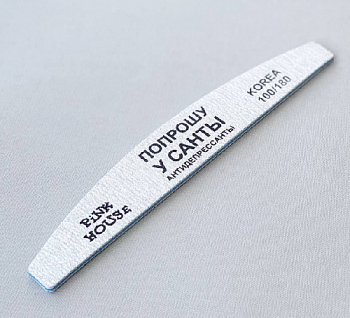 PINK
HOUSE
ПОПРОШУ
У САНТЫ
АНТИДЕПРЕССАНТЫ
KOREA
100/180